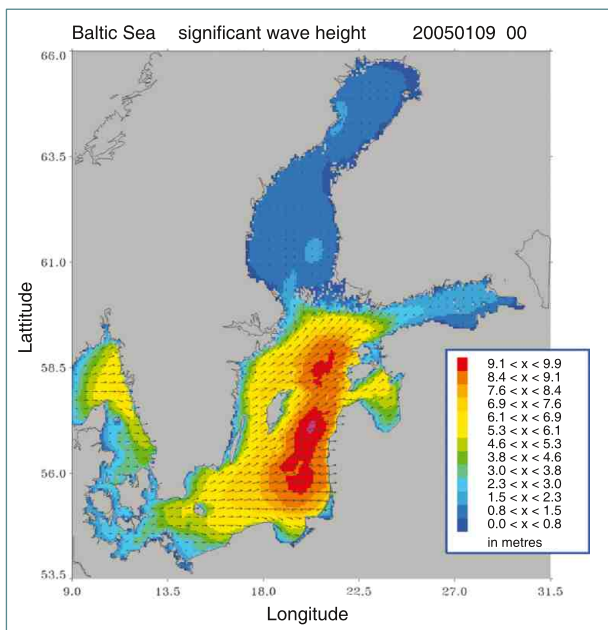 Baltic Sea significant wave height 20050109 00
66.0
63.5
61.0
58.5
56.0
53.5
Lattitude
9.1 < x < 9.9
8.4 < x < 9.1
7.6 < x < 8.4
6.9 < x < 7.6
6.1 < x < 6.9
5.3 < x < 6.1
4.6 < x < 5.3
3.8 < x < 4.6
3.0 < x < 3.8
2.3 < x < 3.0
1.5 < x < 2.3
0.8 < x < 1.5
0.0 < x < 0.8
in metres
9.0 13.5 18.0 22.5 27.0 31.5
Longitude